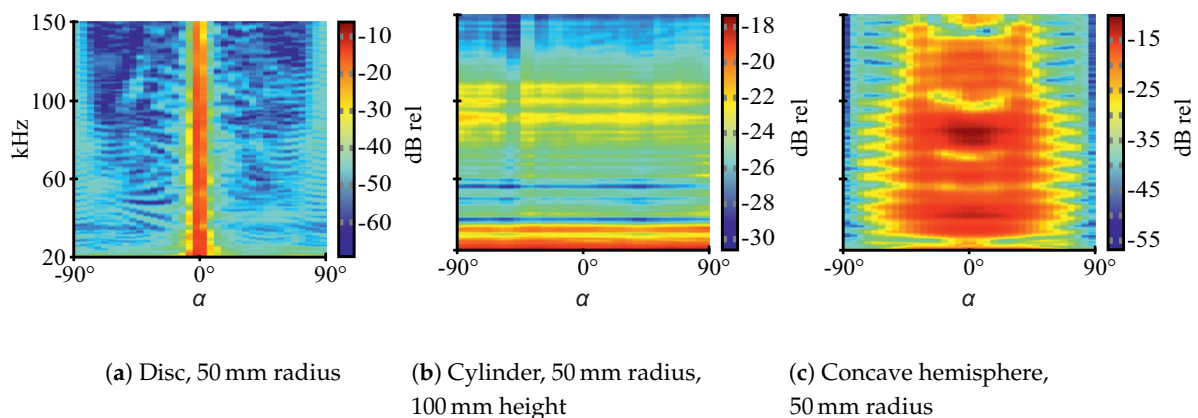 150
100
60
20
kHz
-90°
0°
90°
α
-10
-20
-30
-40
-50
-60
dB rel
-90°
0°
90°
α
-18
-20
-22
-24
-26
-28
-30
dB rel
-90°
0°
90°
α
-15
-25
-35
-45
-55
dB rel
(a) Disc, 50 mm radius
(b) Cylinder, 50 mm radius,
100 mm height
(c) Concave hemisphere,
50 mm radius